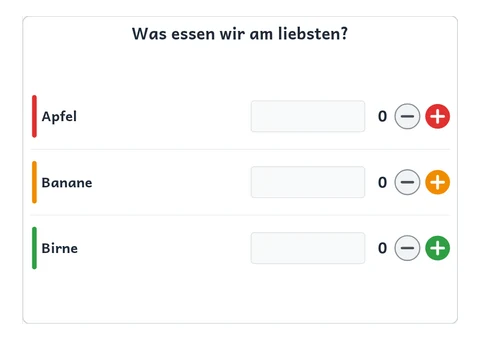 Was essen wir am liebsten?
Apfel 0 − +
Banane 0 − +
Birne 0 − +